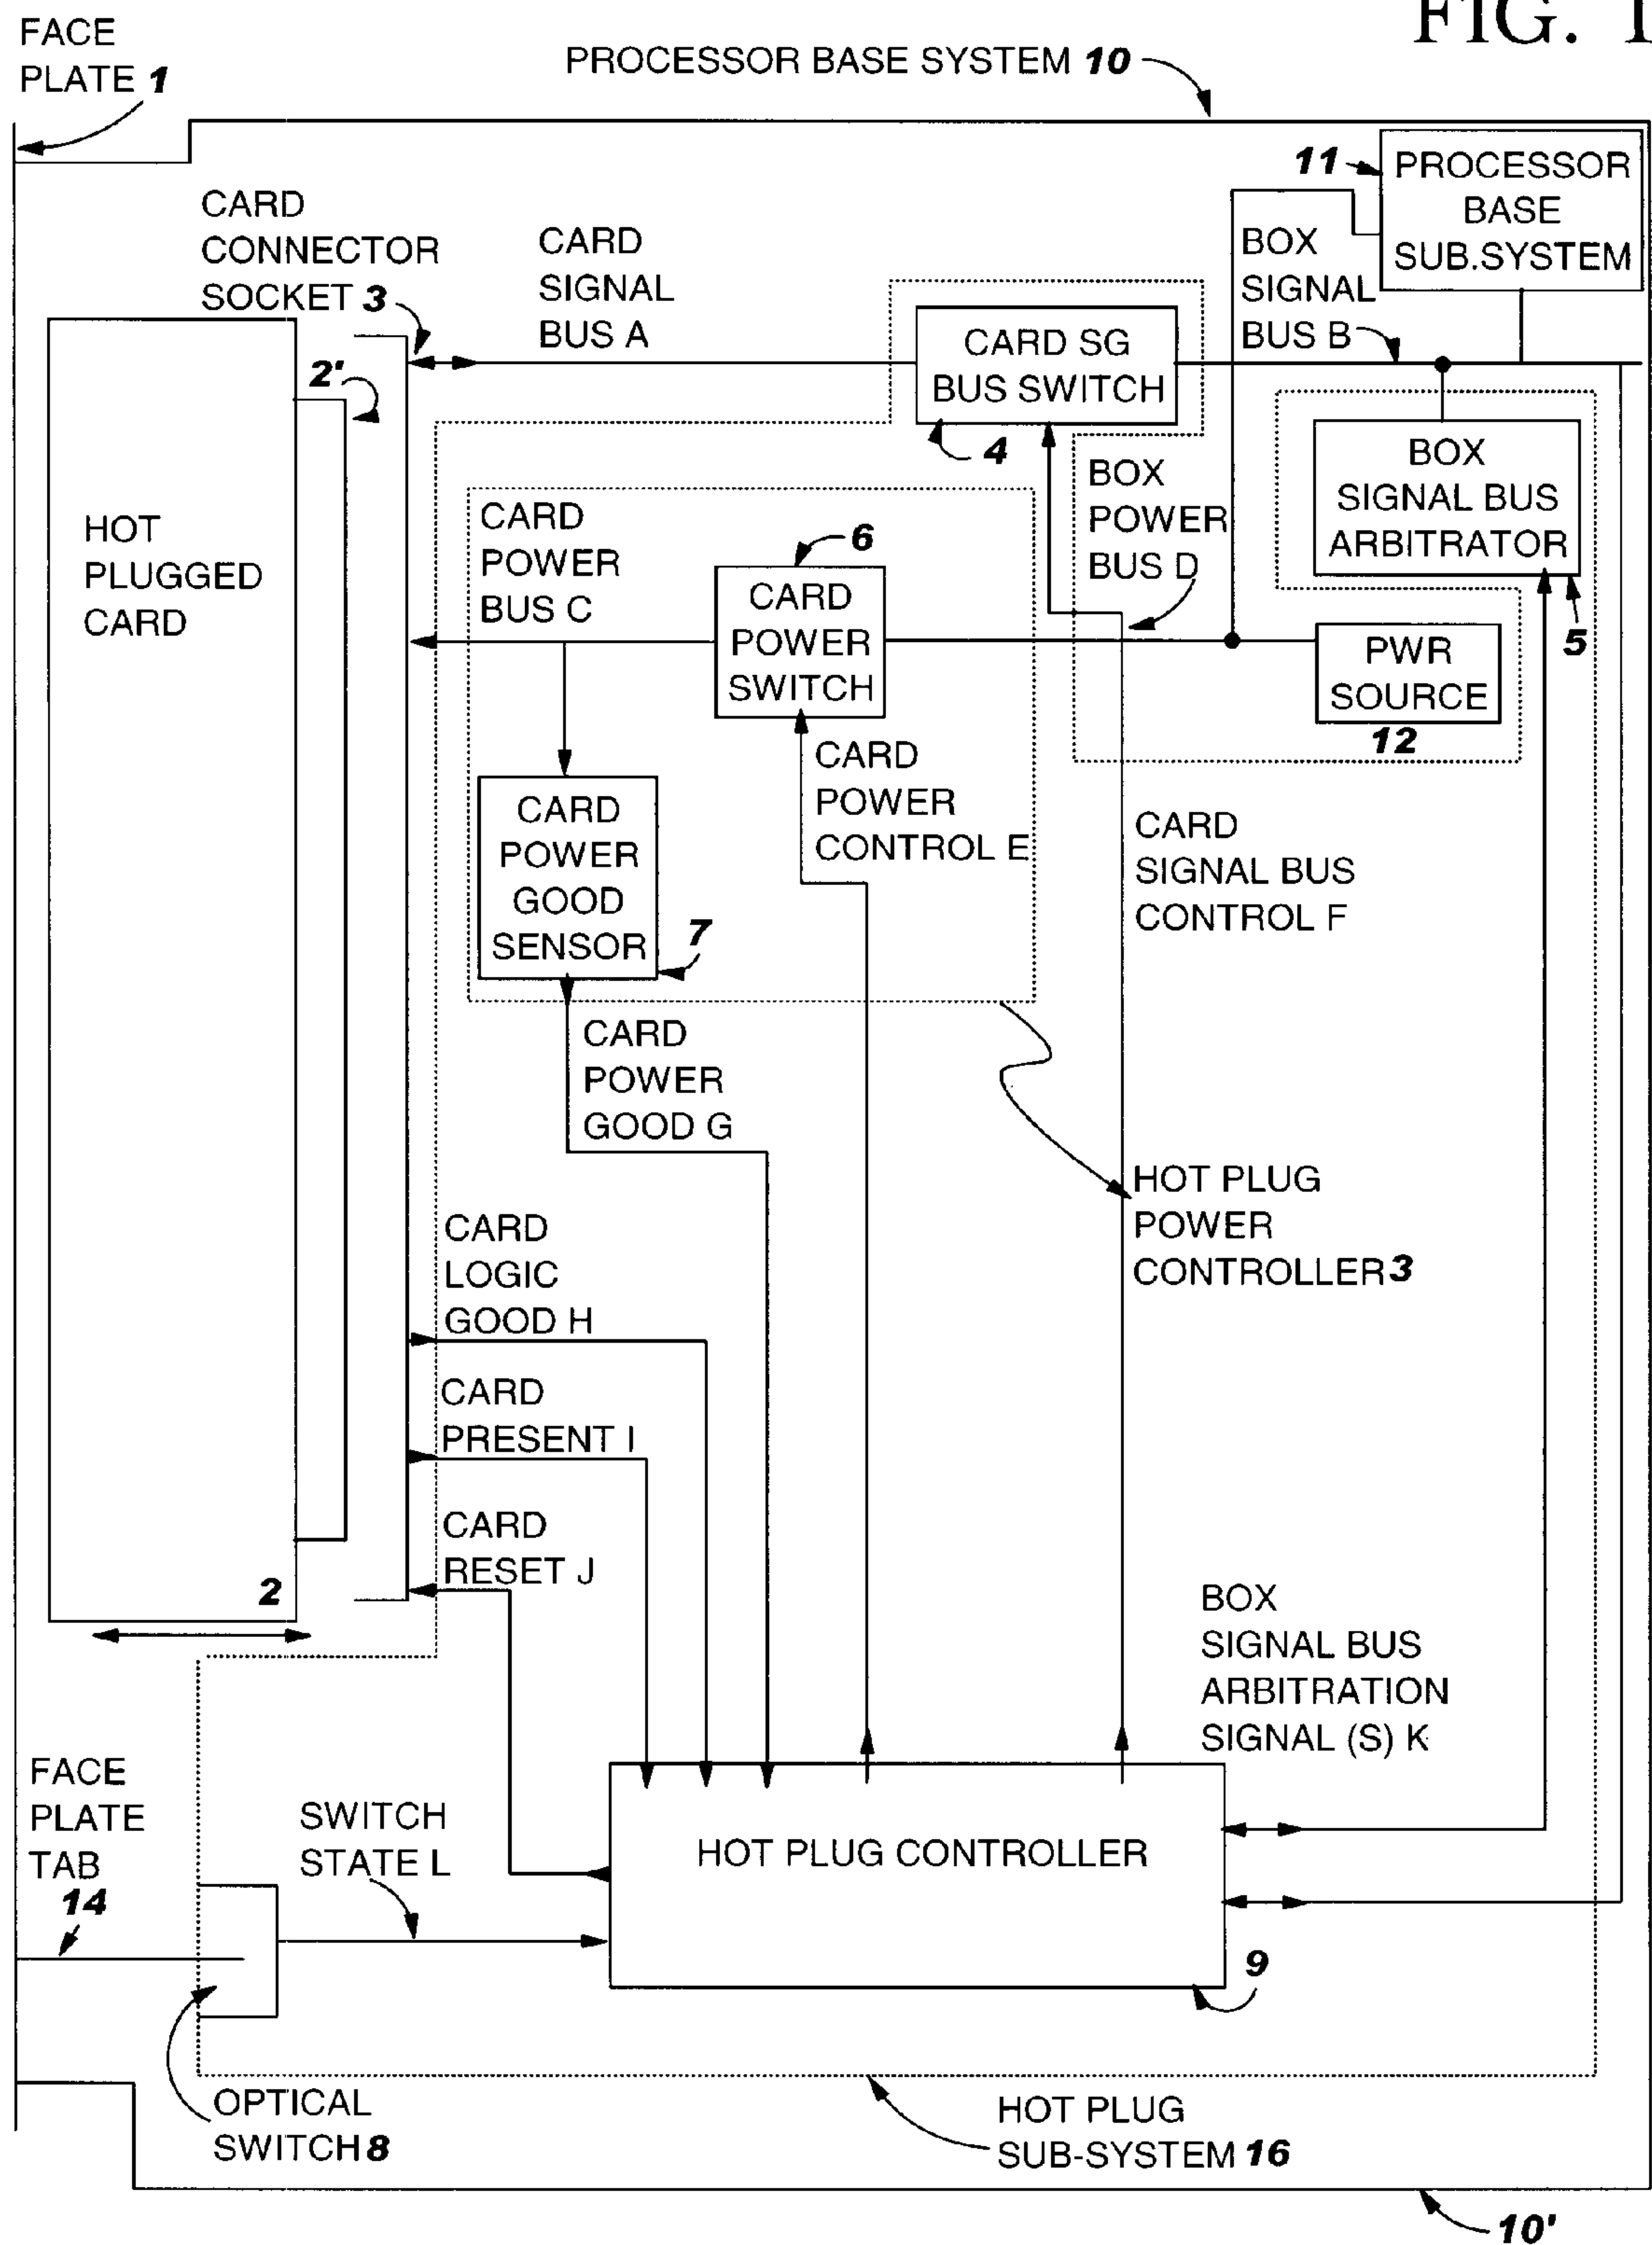 FIG. 1
FACE
PLATE 1
PROCESSOR BASE SYSTEM 10
11
PROCESSOR
BASE
SUB.SYSTEM
CARD
CONNECTOR
SOCKET 3
CARD
SIGNAL
BUS A
BOX
SIGNAL
BUS B
CARD SG
BUS SWITCH
4
2'
HOT
PLUGGED
CARD
2
CARD
POWER
BUS C
6
CARD
POWER
SWITCH
BOX
POWER
BUS D
BOX
SIGNAL BUS
ARBITRATOR
5
PWR
SOURCE
12
CARD
POWER
GOOD
SENSOR
7
CARD
POWER
CONTROL E
CARD
SIGNAL BUS
CONTROL F
CARD
POWER
GOOD G
HOT PLUG
POWER
CONTROLLER 3
CARD
LOGIC
GOOD H
CARD
PRESENT I
CARD
RESET J
BOX
SIGNAL BUS
ARBITRATION
SIGNAL (S) K
FACE
PLATE
TAB
14
SWITCH
STATE L
HOT PLUG CONTROLLER
9
OPTICAL
SWITCH 8
HOT PLUG
SUB-SYSTEM 16
10'